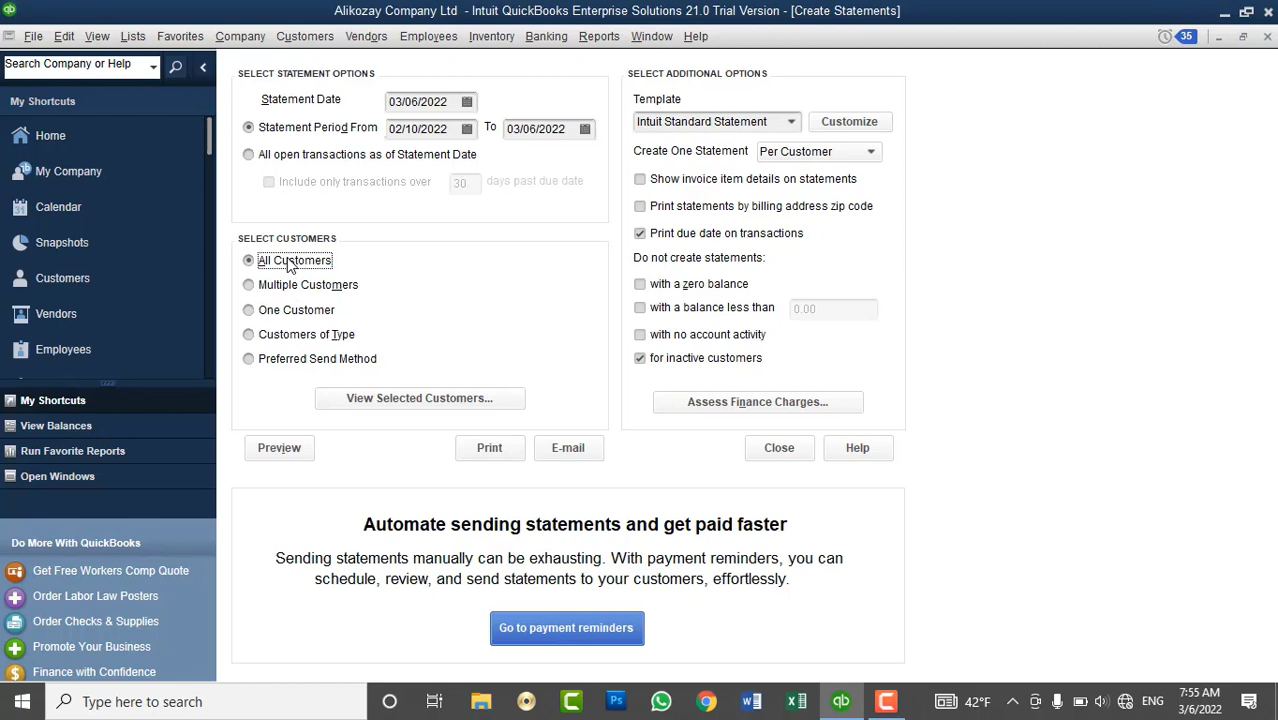 Alikozay Company Ltd - Intuit QuickBooks Enterprise Solutions 21.0 Trial Version - [Create Statements]
File Edit View Lists Favorites Company Customers Vendors Employees Inventory Banking Reports Window Help 35
Search Company or Help
My Shortcuts
Home
My Company
Calendar
Snapshots
Customers
Vendors
Employees
My Shortcuts
View Balances
Run Favorite Reports
Open Windows
Do More With QuickBooks
Get Free Workers Comp Quote
Order Labor Law Posters
Order Checks & Supplies
Promote Your Business
Finance with Confidence
SELECT STATEMENT OPTIONS
Statement Date 03/06/2022
Statement Period From 02/10/2022 To 03/06/2022
All open transactions as of Statement Date
Include only transactions over 30 days past due date
SELECT CUSTOMERS
All Customers
Multiple Customers
One Customer
Customers of Type
Preferred Send Method
View Selected Customers...
Preview Print E-mail
SELECT ADDITIONAL OPTIONS
Template
Intuit Standard Statement Customize
Create One Statement Per Customer
Show invoice item details on statements
Print statements by billing address zip code
Print due date on transactions
Do not create statements:
with a zero balance
with a balance less than 0.00
with no account activity
for inactive customers
Assess Finance Charges...
Close Help
Automate sending statements and get paid faster
Sending statements manually can be exhausting. With payment reminders, you can
schedule, review, and send statements to your customers, effortlessly.
Go to payment reminders
Type here to search
42°F ENG
7:55 AM
3/6/2022